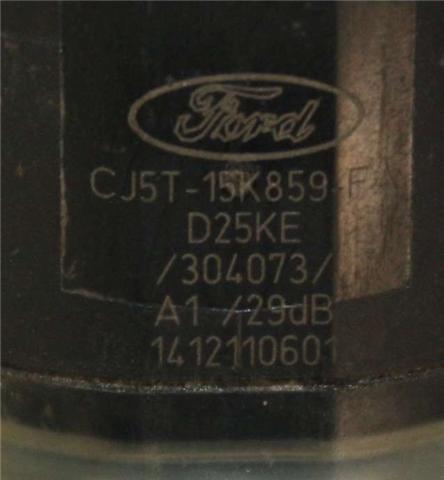 Ford
CJ5T-15K859-FA
D25KE
/304073/
A1 /29dB
1412110601